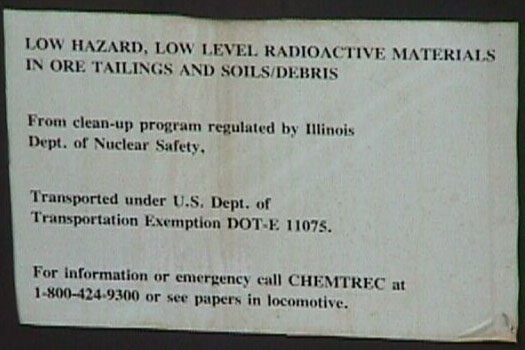 LOW HAZARD, LOW LEVEL RADIOACTIVE MATERIALS
IN ORE TAILINGS AND SOILS/DEBRIS
From clean-up program regulated by Illinois
Dept. of Nuclear Safety,
Transported under U.S. Dept. of
Transportation Exemption DOT-E 11075.
For information or emergency call CHEMTREC at
1-800-424-9300 or see papers in locomotive.